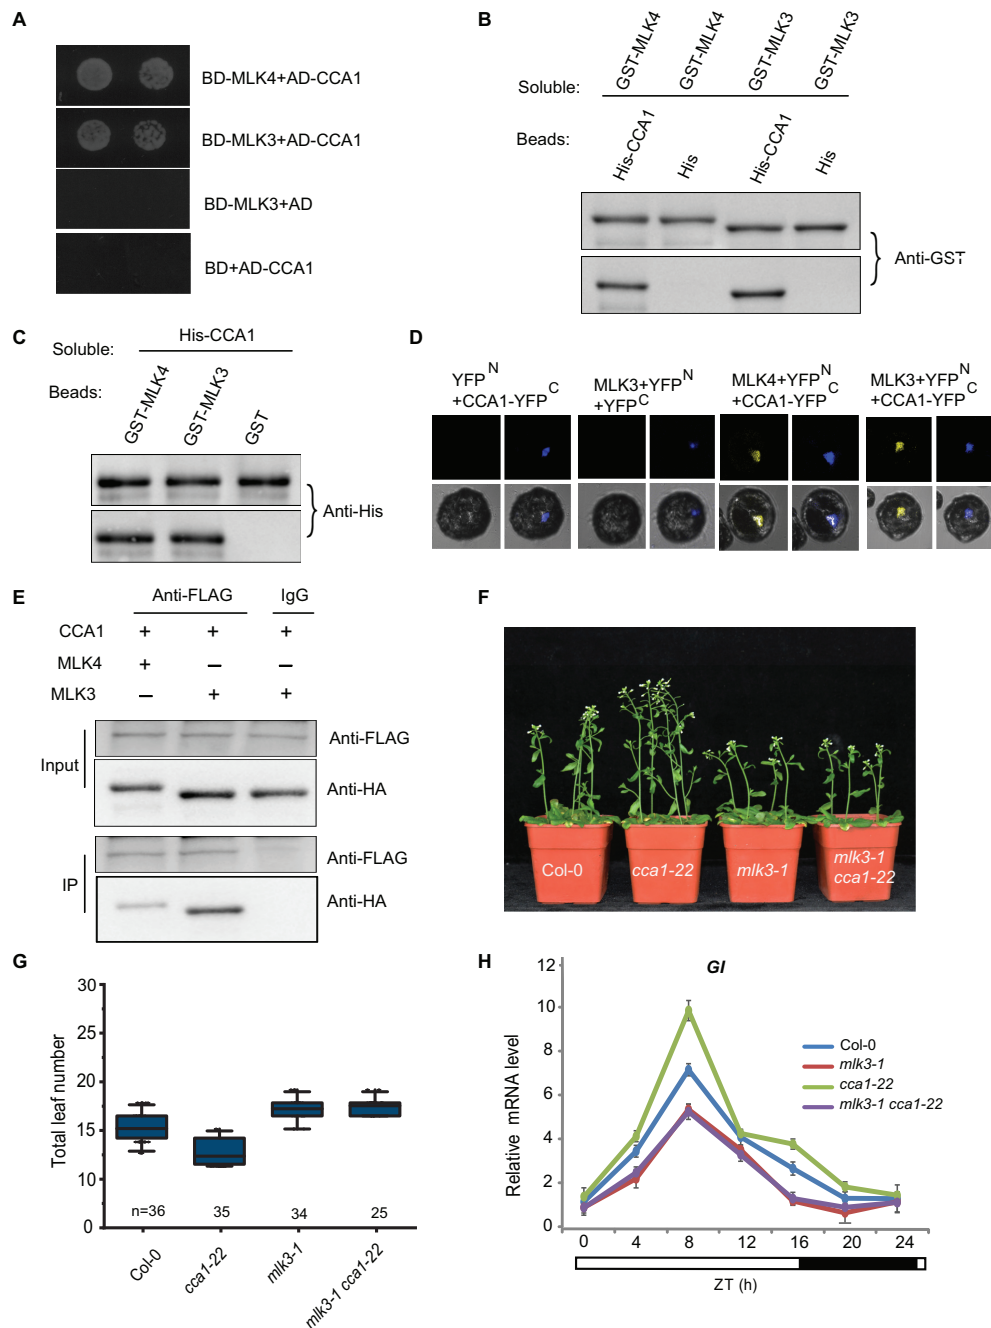 A
BD-MLK4+AD-CCA1
BD-MLK3+AD-CCA1
BD-MLK3+AD
BD+AD-CCA1
B
Soluble:
GST-MLK4
GST-MLK4
GST-MLK3
GST-MLK3
Beads:
His-CCA1
His
His-CCA1
His
Anti-GST
C
His-CCA1
Soluble:
Beads:
GST-MLK4
GST-MLK3
GST
Anti-His
D
YFP N
+CCA1-YFP C
MLK3+YFP N
+YFP C
MLK4+YFP N
+CCA1-YFP C
MLK3+YFP N
+CCA1-YFP C
E
Anti-FLAG IgG
CCA1 + + +
MLK4 + – –
MLK3 – + +
Input
Anti-FLAG
Anti-HA
IP
Anti-FLAG
Anti-HA
F
Col-0
cca1-22
mlk3-1
mlk3-1
cca1-22
G
Total leaf number
30
25
20
15
10
5
0
n=36 35 34 25
Col-0
cca1-22
mlk3-1
mlk3-1 cca1-22
H
GI
Relative mRNA level
12
10
8
6
4
2
0
Col-0
mlk3-1
cca1-22
mlk3-1 cca1-22
0 4 8 12 16 20 24
ZT (h)